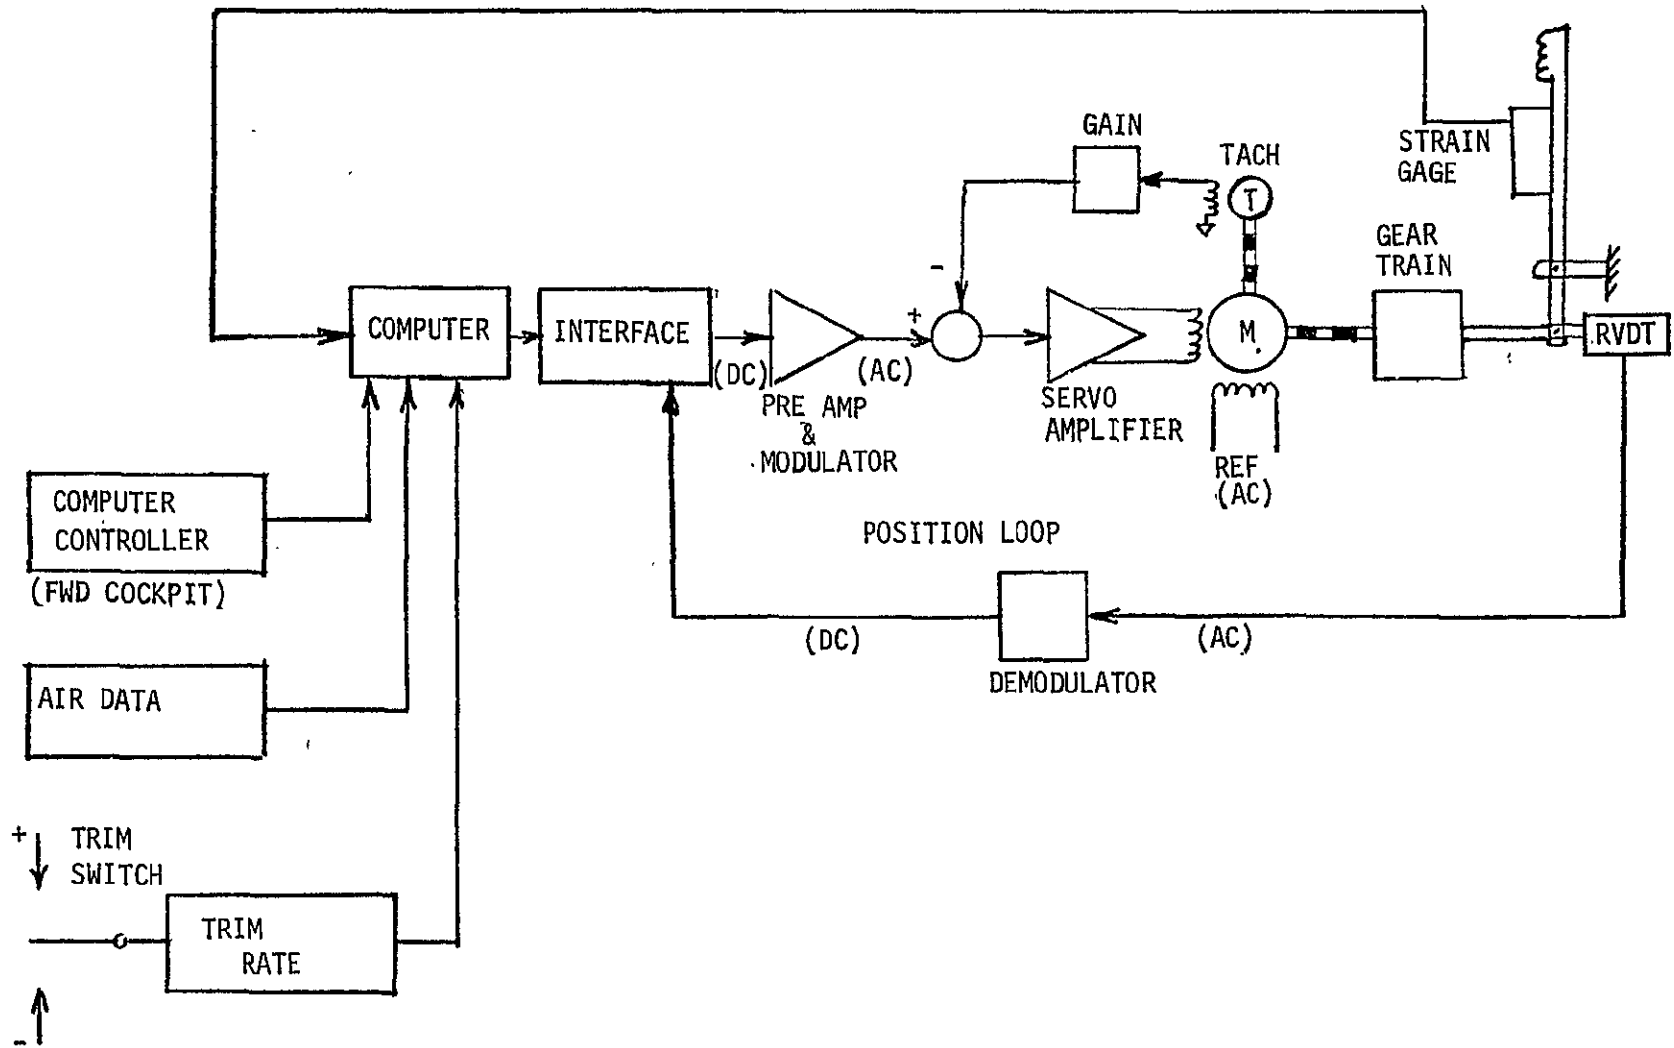 GAIN
TACH
T
STRAIN
GAGE
GEAR
TRAIN
-
+
COMPUTER
INTERFACE
M
RVDT
(DC)
(AC)
PRE AMP
&
MODULATOR
SERVO
AMPLIFIER
REF
(AC)
COMPUTER
CONTROLLER
(FWD COCKPIT)
POSITION LOOP
(DC)
(AC)
DEMODULATOR
AIR DATA
+
TRIM
SWITCH
TRIM
RATE
-